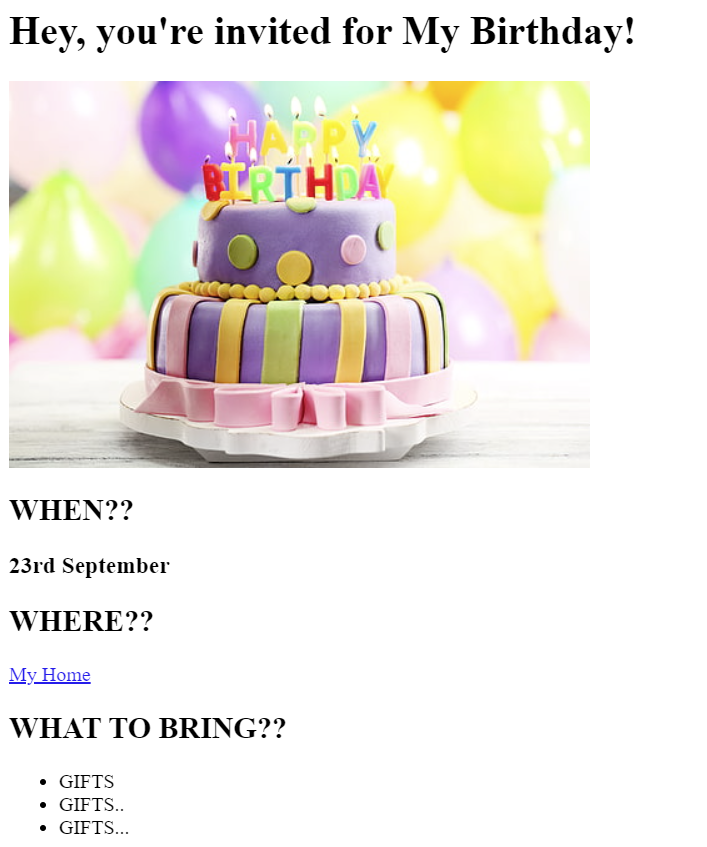 Hey, you're invited for My Birthday!
HAPPY
BIRTHDAY
WHEN??
23rd September
WHERE??
My Home
WHAT TO BRING??
GIFTS
GIFTS..
GIFTS...